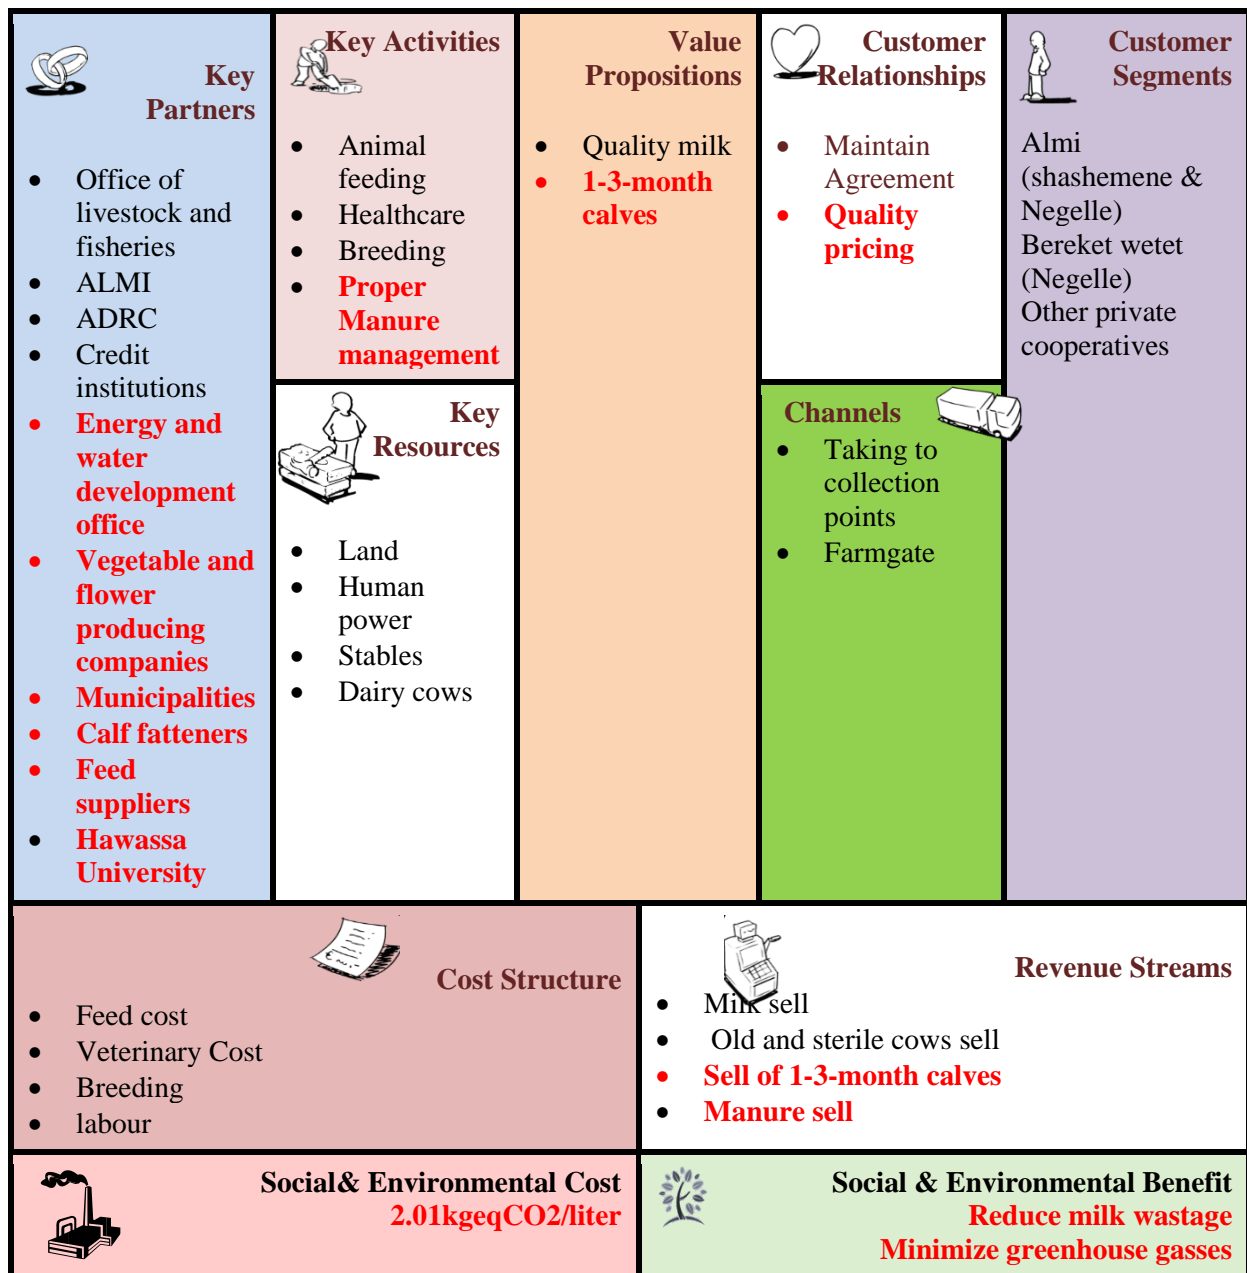 Key
Partners
• Office of
livestock and
fisheries
• ALMI
• ADRC
• Credit
institutions
• Energy and
water
development
office
• Vegetable and
flower
producing
companies
• Municipalities
• Calf fatteners
• Feed
suppliers
• Hawassa
University
Key Activities
• Animal
feeding
• Healthcare
• Breeding
• Proper
Manure
management
Key
Resources
• Land
• Human
power
• Stables
• Dairy cows
Value
Propositions
• Quality milk
• 1-3-month
calves
Customer
Relationships
• Maintain
Agreement
• Quality
pricing
Channels
• Taking to
collection
points
• Farmgate
Customer
Segments
Almi
(shashemene &
Negelle)
Bereket wetet
(Negelle)
Other private
cooperatives
Cost Structure
• Feed cost
• Veterinary Cost
• Breeding
• labour
Revenue Streams
• Milk sell
• Old and sterile cows sell
• Sell of 1-3-month calves
• Manure sell
Social& Environmental Cost
2.01kgeqCO2/liter
Social & Environmental Benefit
Reduce milk wastage
Minimize greenhouse gasses